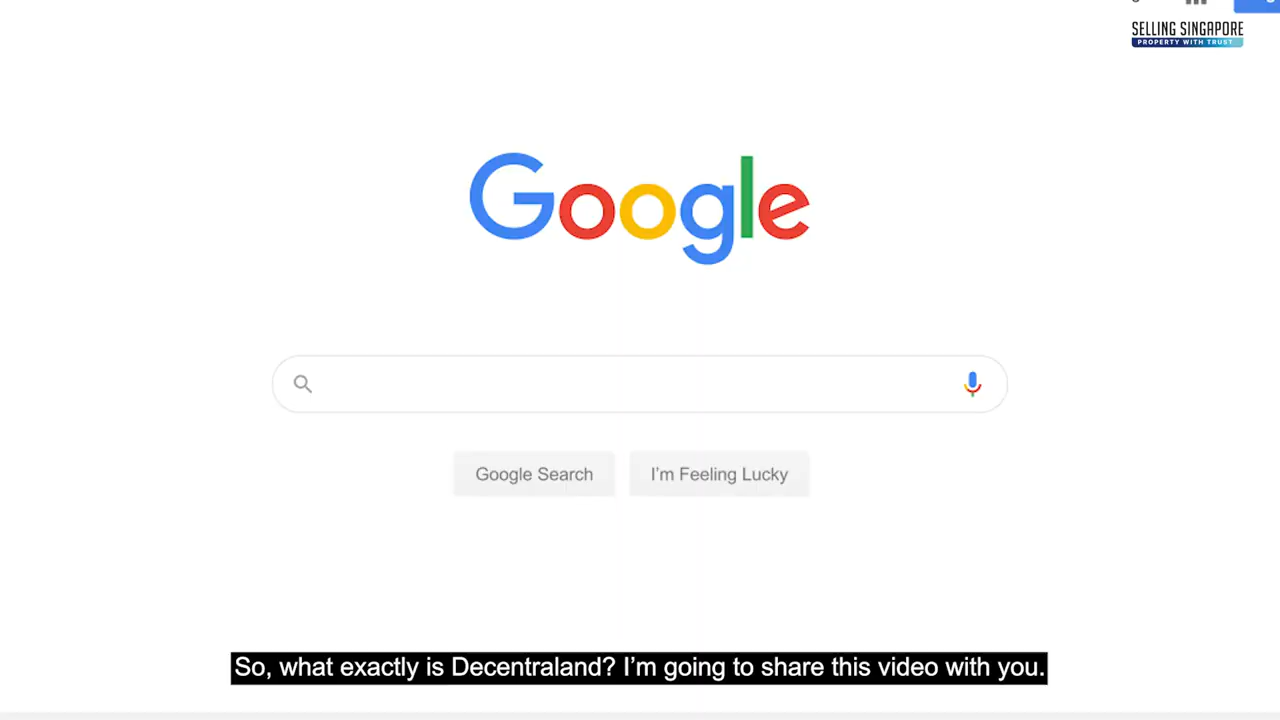 SELLING SINGAPORE
PROPERTY WITH TRUST
Google
Google Search
I'm Feeling Lucky
So, what exactly is Decentraland? I'm going to share this video with you.